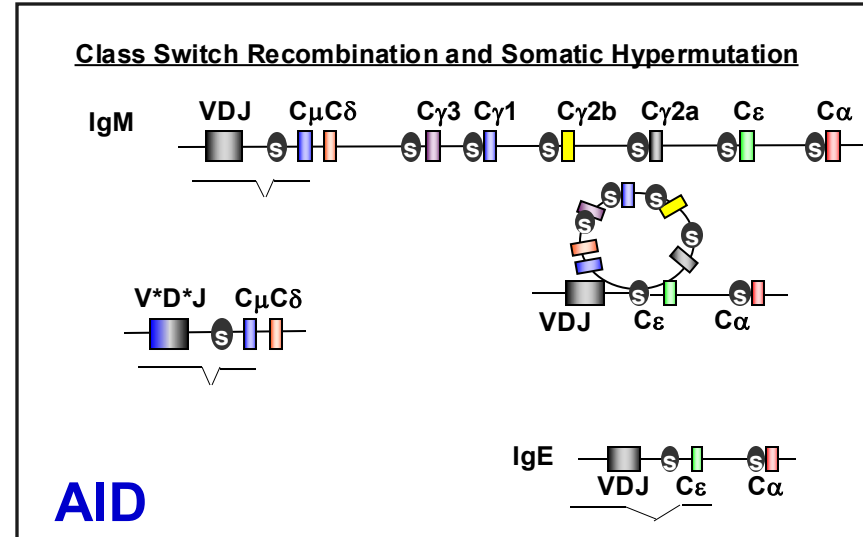 Class Switch Recombination and Somatic Hypermutation
IgM VDJ CμCδ Cγ3 Cγ1 Cγ2b Cγ2a Cε Cα
S S S S S S S
S S S S
V*D*J CμCδ
S
S S
VDJ Cε Cα
IgE
S S
VDJ Cε Cα
AID